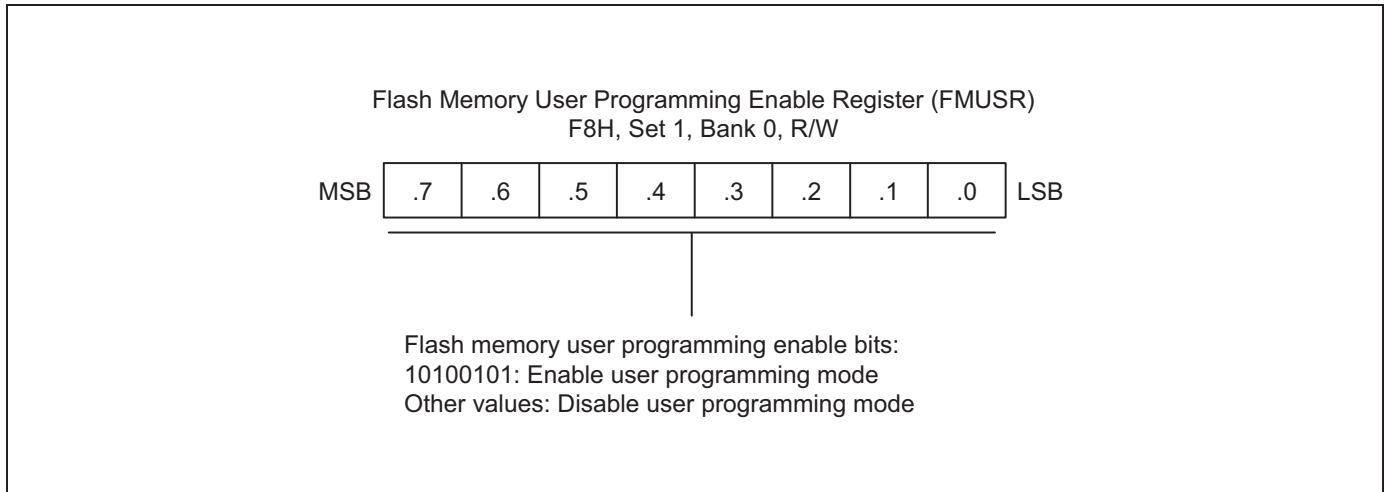 Flash Memory User Programming Enable Register (FMUSR)
F8H, Set 1, Bank 0, R/W
MSB .7 .6 .5 .4 .3 .2 .1 .0 LSB
Flash memory user programming enable bits:
10100101: Enable user programming mode
Other values: Disable user programming mode